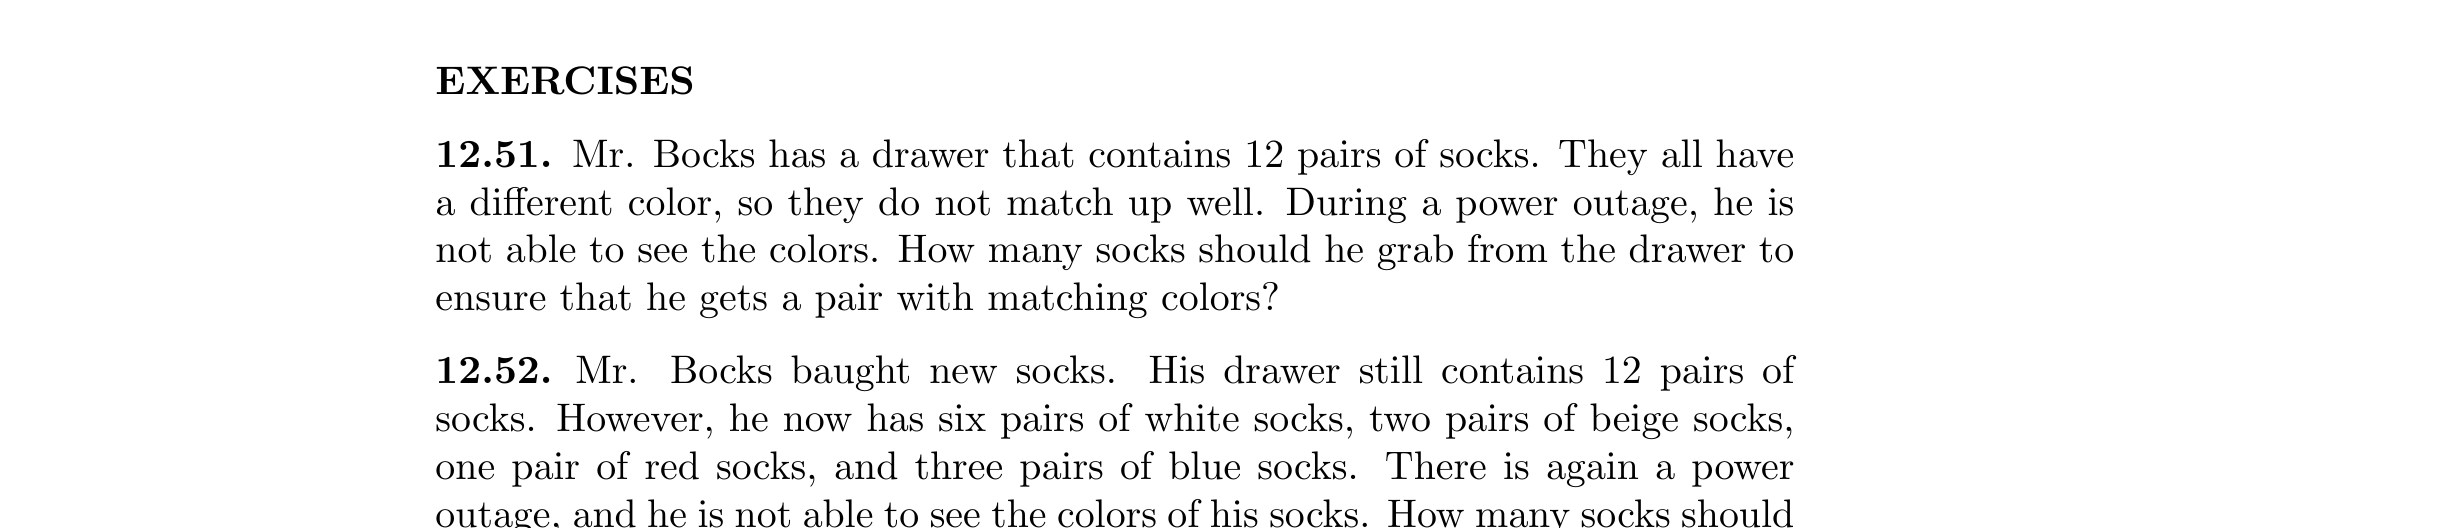 EXERCISES
12.51. Mr. Bocks has a drawer that contains 12 pairs of socks. They all have
a different color, so they do not match up well. During a power outage, he is
not able to see the colors. How many socks should he grab from the drawer to
ensure that he gets a pair with matching colors?
12.52. Mr. Bocks baught new socks. His drawer still contains 12 pairs of
socks. However, he now has six pairs of white socks, two pairs of beige socks,
one pair of red socks, and three pairs of blue socks. There is again a power
outage, and he is not able to see the colors of his socks. How many socks should